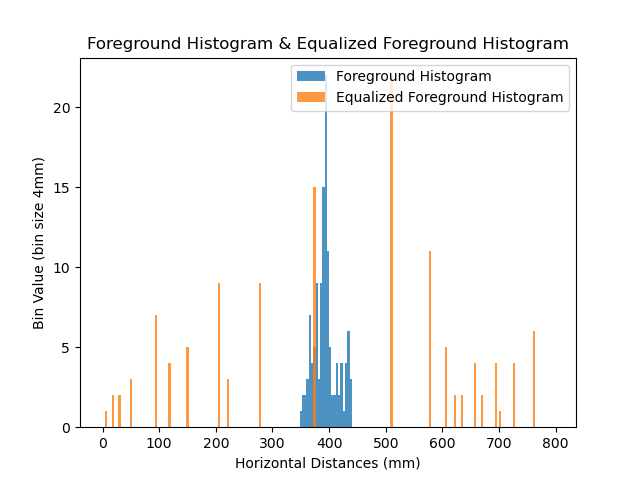 Foreground Histogram & Equalized Foreground Histogram
Foreground Histogram
Equalized Foreground Histogram
20
15
10
5
0
Bin Value (bin size 4mm)
0 100 200 300 400 500 600 700 800
Horizontal Distances (mm)